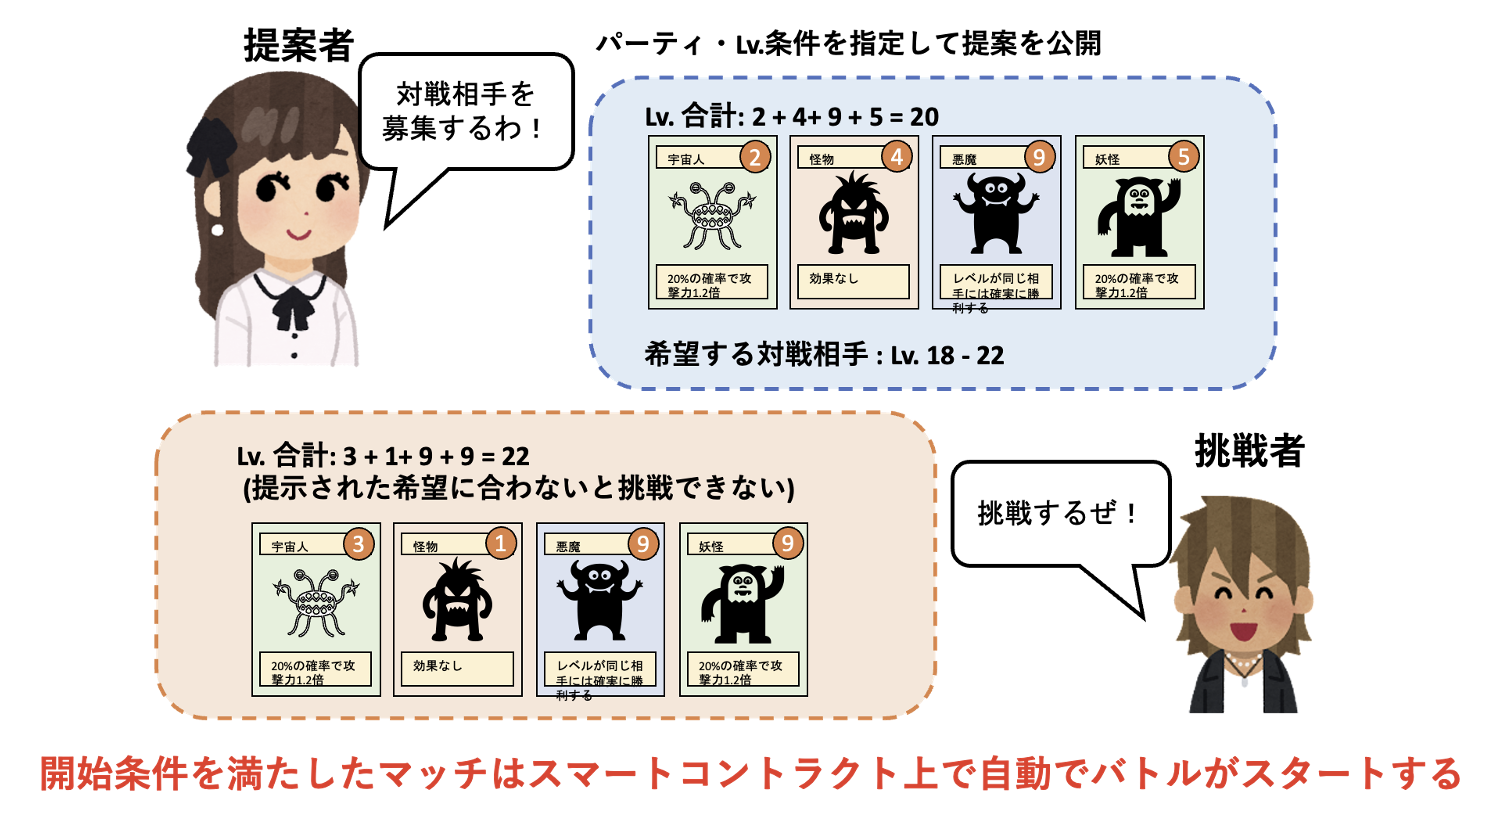 提案者
対戦相手を
募集するわ！
パーティ・Lv.条件を指定して提案を公開
Lv. 合計: 2 + 4+ 9 + 5 = 20
宇宙人
2
20%の確率で攻
撃力1.2倍
怪物
4
効果なし
悪魔
9
レベルが同じ相
手には確実に勝
利する
妖怪
5
20%の確率で攻
撃力1.2倍
希望する対戦相手 : Lv. 18 - 22
Lv. 合計: 3 + 1+ 9 + 9 = 22
(提示された希望に合わないと挑戦できない)
宇宙人
3
20%の確率で攻
撃力1.2倍
怪物
1
効果なし
悪魔
9
レベルが同じ相
手には確実に勝
利する
妖怪
9
20%の確率で攻
撃力1.2倍
挑戦者
挑戦するぜ！
開始条件を満たしたマッチはスマートコントラクト上で自動でバトルがスタートする